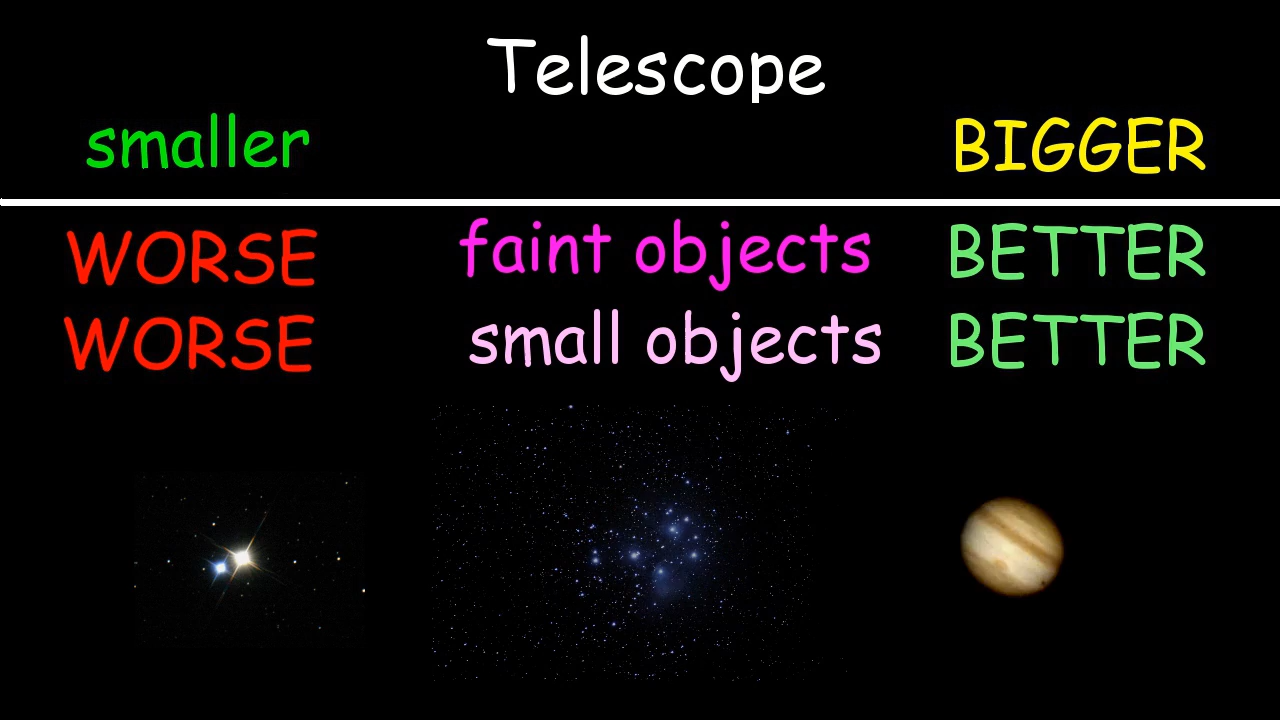 Telescope
smaller BIGGER
WORSE faint objects BETTER
WORSE small objects BETTER